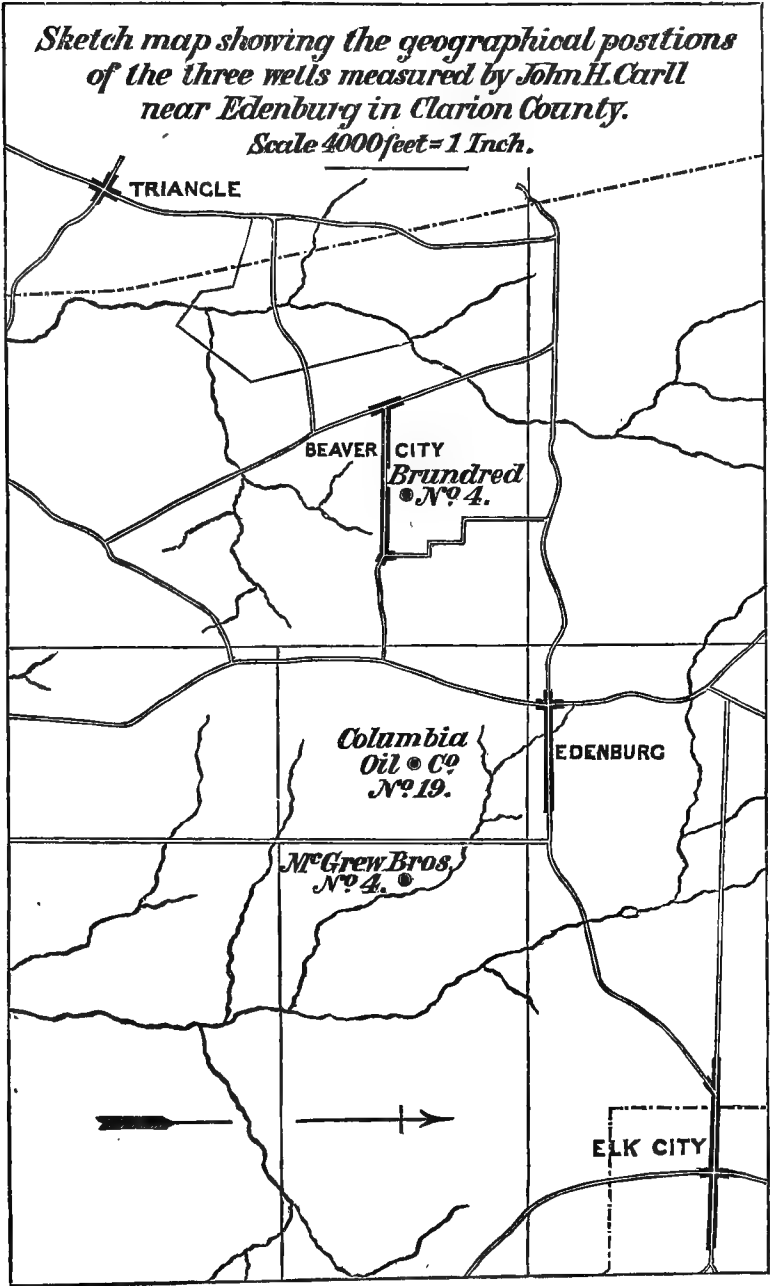 Sketch map showing the geographical positions
of the three wells measured by John H. Carll
near Edenburg in Clarion County.
Scale 4000 feet = 1 Inch.
TRIANGLE
BEAVER CITY
Brundred
Nº 4.
Columbia
Oil Cº
Nº 19.
EDENBURG
McGrew Bros.
Nº 4.
ELK CITY